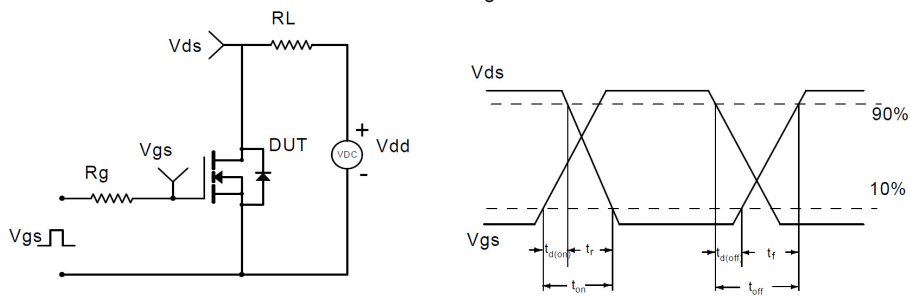 RL
Vds
DUT
Vgs
Rg
VDC
+
Vdd
-
Vgs
Vds
90%
10%
Vgs
td(on)
tr
ton
td(off)
tf
toff